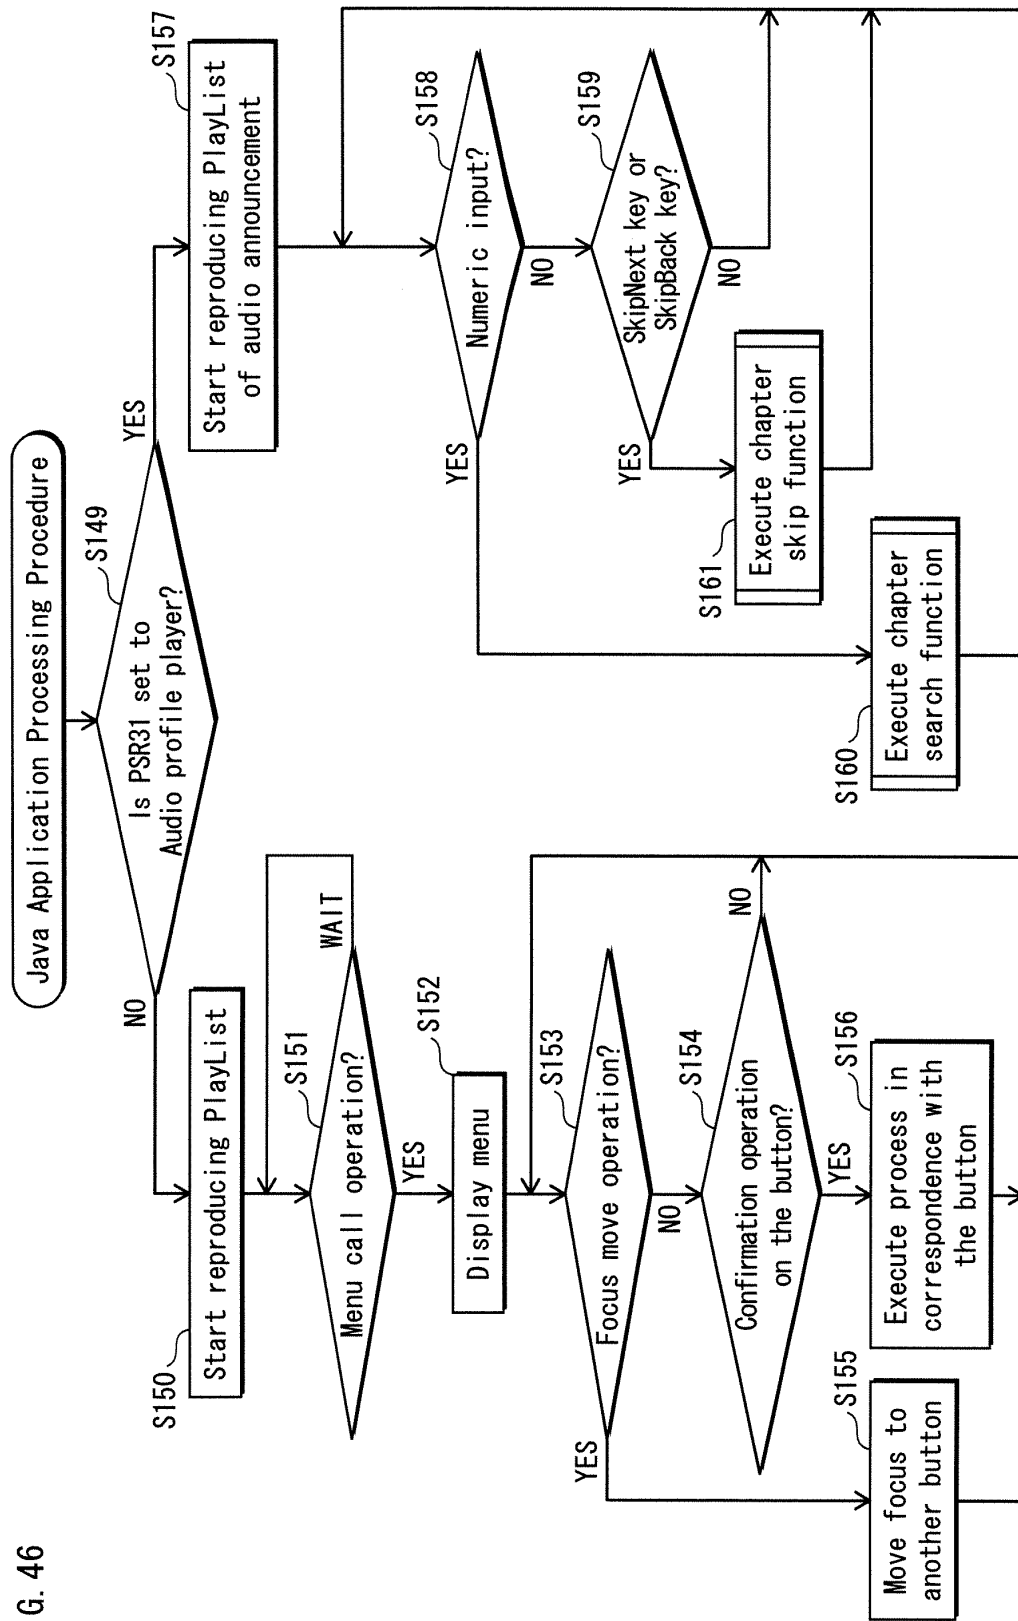 G. 46
Java Application Processing Procedure
S149
Is PSR31 set to
Audio profile player?
NO
YES
S150
Start reproducing PlayList
S151
Menu call operation?
WAIT
YES
S152
Display menu
S153
Focus move operation?
YES
NO
S154
Confirmation operation
on the button?
NO
YES
S155
Move focus to
another button
S156
Execute process in
correspondence with
the button
S157
Start reproducing PlayList
of audio announcement
S158
Numeric input?
YES
NO
S159
SkipNext key or
SkipBack key?
YES
NO
S161
Execute chapter
skip function
S160
Execute chapter
search function